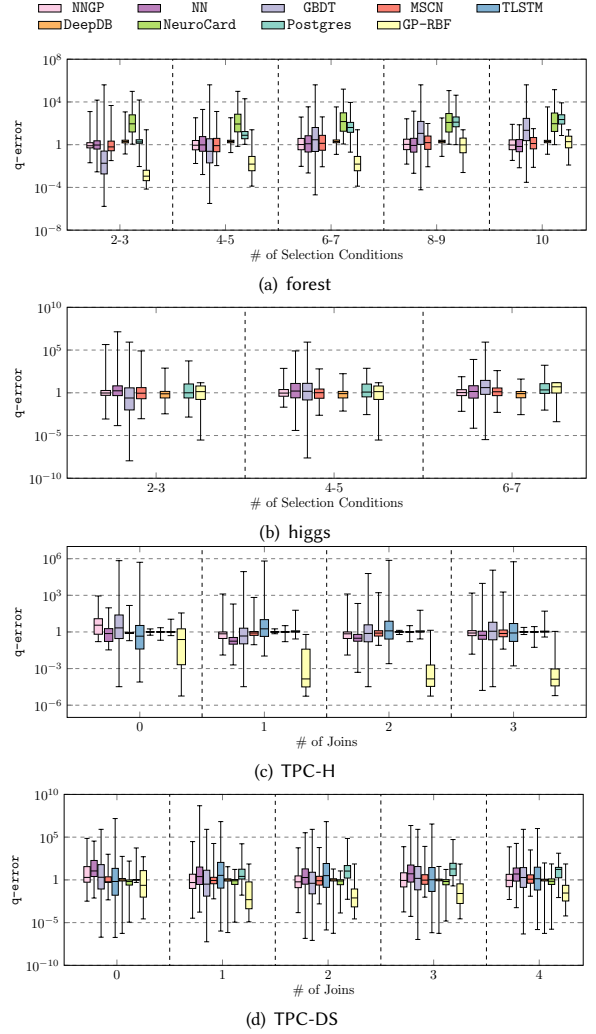 NNGP NN GBDT MSCN TLSTM
DeepDB NeuroCard Postgres GP-RBF
10^8
10^4
1
10^−4
10^−8
q-error
2-3 4-5 6-7 8-9 10
# of Selection Conditions
(a) forest
10^10
10^5
1
10^−5
10^−10
q-error
2-3 4-5 6-7
# of Selection Conditions
(b) higgs
10^6
10^3
1
10^−3
10^−6
q-error
0 1 2 3
# of Joins
(c) TPC-H
10^10
10^5
1
10^−5
10^−10
q-error
0 1 2 3 4
# of Joins
(d) TPC-DS